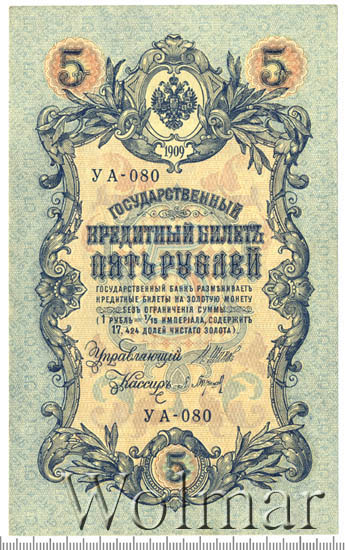 5 5
1909
УА-080
ГОСУДАРСТВЕННЫЙ
КРЕДИТНЫЙ БИЛЕТЪ
ПЯТЬ РУБЛЕЙ
ГОСУДАРСТВЕННЫЙ БАНКЪ РАЗМѢНИВАЕТЪ
КРЕДИТНЫЕ БИЛЕТЫ НА ЗОЛОТУЮ МОНЕТУ
БЕЗЪ ОГРАНИЧЕНІЯ СУММЫ
(1 РУБЛЬ = 1/15 ИМПЕРІАЛА, СОДЕРЖИТЪ
17,424 ДОЛЕЙ ЧИСТАГО ЗОЛОТА).
Управляющій
Кассиръ
УА-080
5
Wolmar